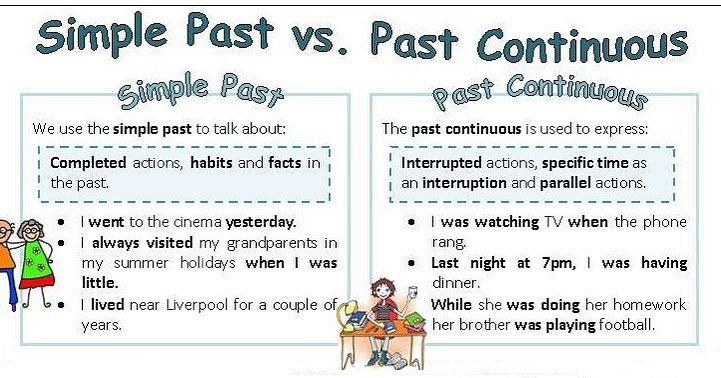 Simple Past vs. Past Continuous
Simple Past
We use the simple past to talk about:
Completed actions, habits and facts in
the past.
• I went to the cinema yesterday.
• I always visited my grandparents in
my summer holidays when I was
little.
• I lived near Liverpool for a couple of
years.
Past Continuous
The past continuous is used to express:
Interrupted actions, specific time as
an interruption and parallel actions.
• I was watching TV when the phone
rang.
• Last night at 7pm, I was having
dinner.
While she was doing her homework
her brother was playing football.